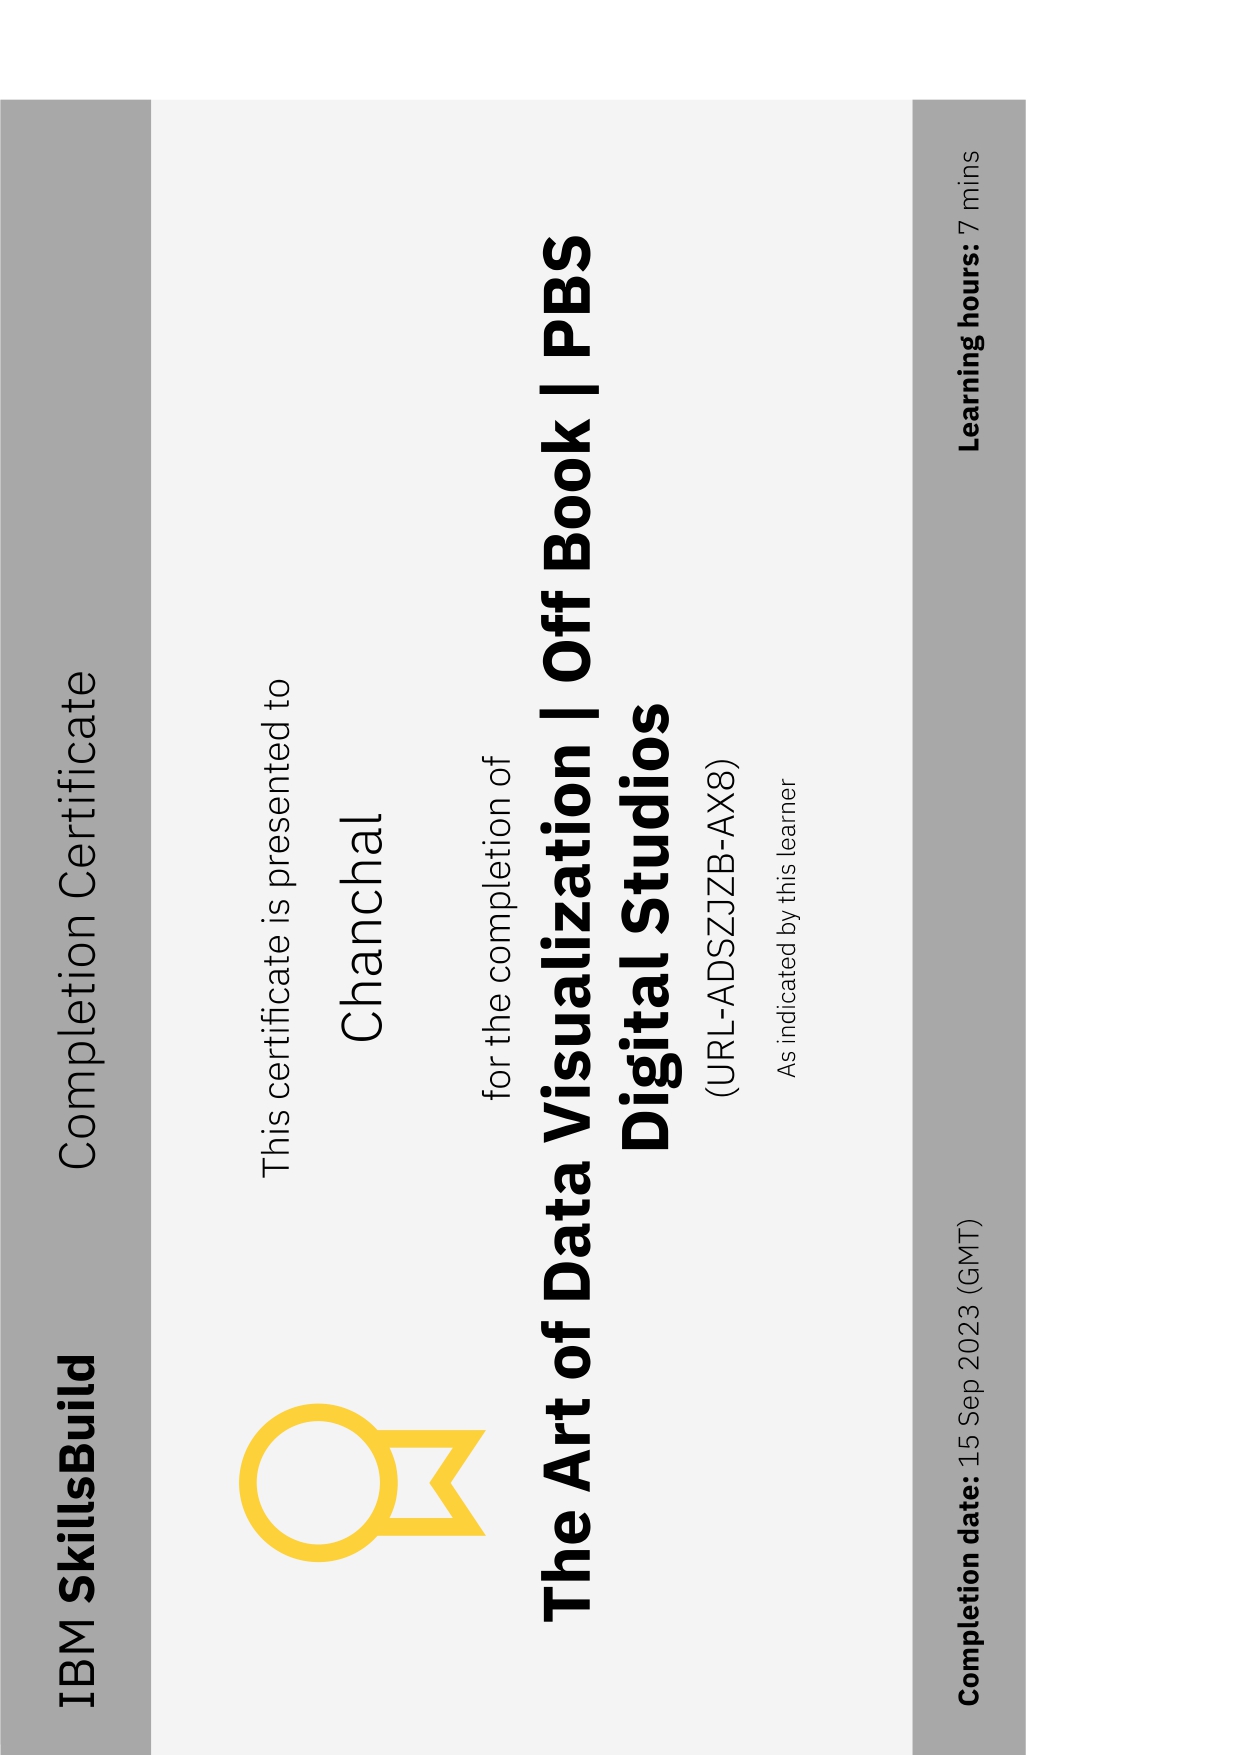 IBM SkillsBuild
Completion Certificate
This certificate is presented to
Chanchal
for the completion of
The Art of Data Visualization | Off Book | PBS
Digital Studios
(URL-ADSZJZB-AX8)
As indicated by this learner
Completion date: 15 Sep 2023 (GMT)
Learning hours: 7 mins